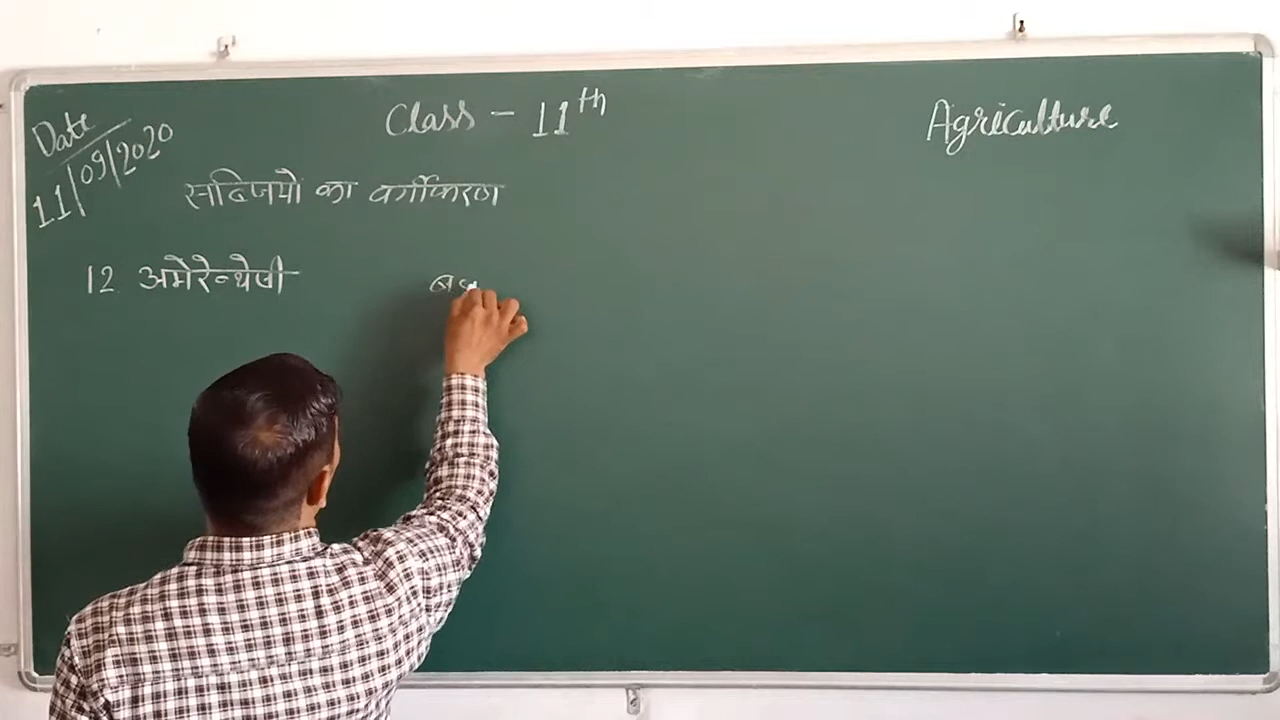 Date
11/09/2020
Class - 11th
Agriculture
सब्जियों का वर्गीकरण
12 अमेरेन्थेसी